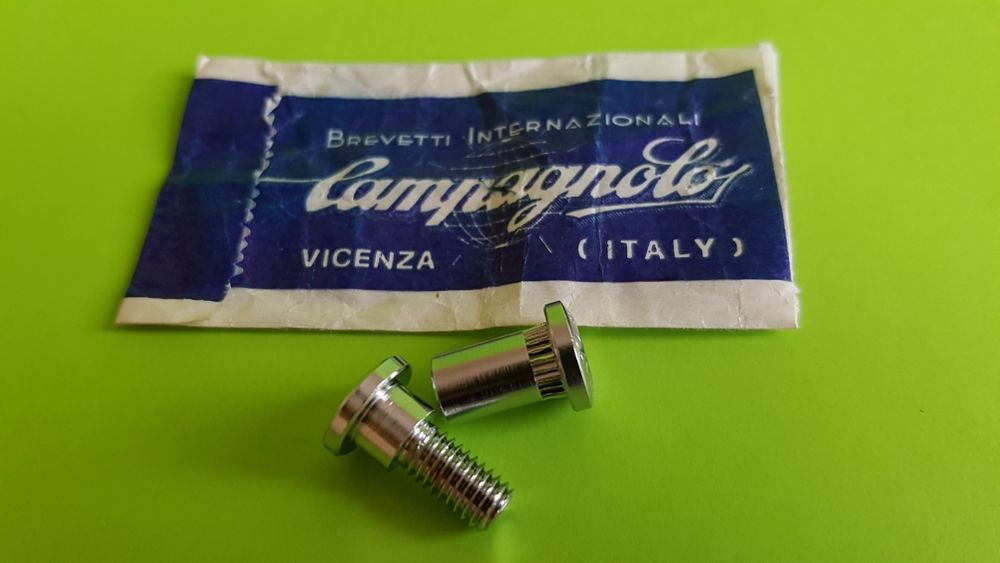 BREVETTI INTERNAZIONALI
Campagnolo
VICENZA (ITALY)